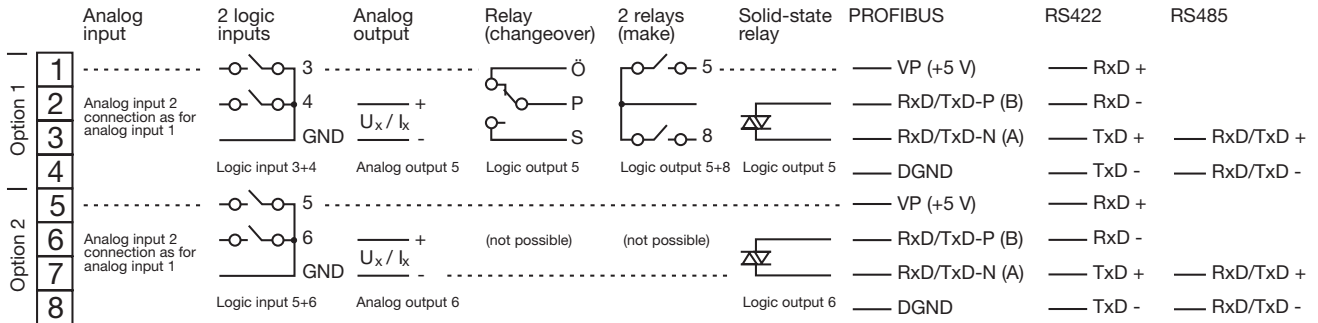 Analog input
2 logic inputs
Analog output
Relay (changeover)
2 relays (make)
Solid-state relay
PROFIBUS
RS422
RS485
Option 1
1
3
Ö
5
VP (+5 V)
RxD +
2
Analog input 2 connection as for analog input 1
4
+
Ux / Ix
P
RxD/TxD-P (B)
RxD -
3
GND
-
S
8
RxD/TxD-N (A)
TxD +
RxD/TxD +
4
Logic input 3+4
Analog output 5
Logic output 5
Logic output 5+8
Logic output 5
DGND
TxD -
RxD/TxD -
Option 2
5
5
VP (+5 V)
RxD +
6
Analog input 2 connection as for analog input 1
6
+
Ux / Ix
(not possible)
(not possible)
RxD/TxD-P (B)
RxD -
7
GND
-
RxD/TxD-N (A)
TxD +
RxD/TxD +
8
Logic input 5+6
Analog output 6
Logic output 6
DGND
TxD -
RxD/TxD -